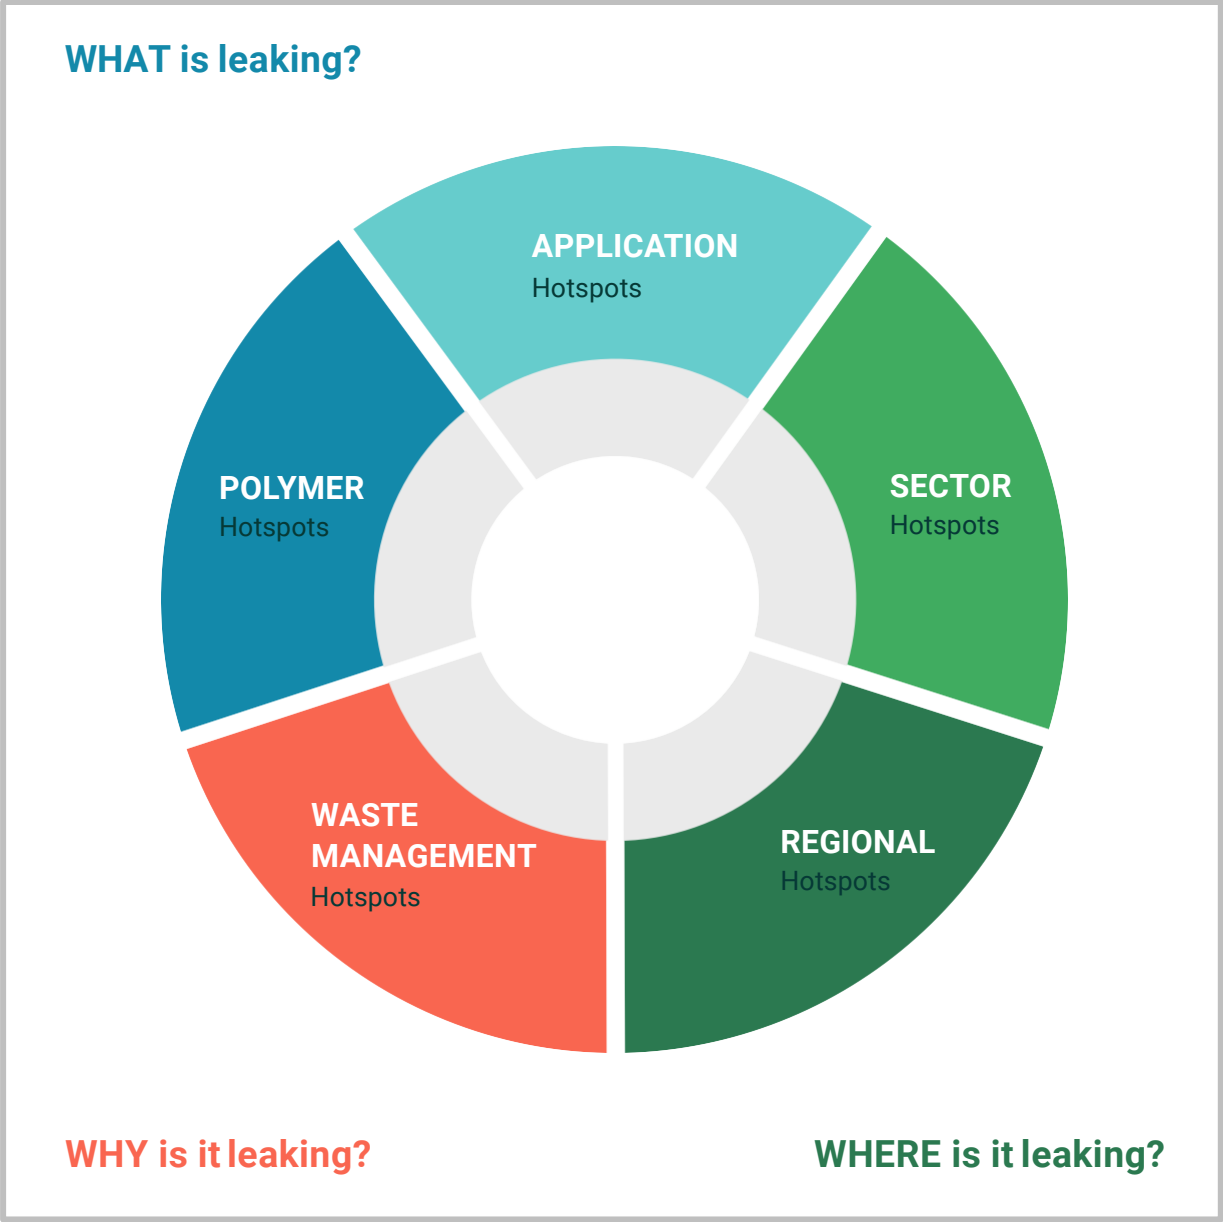 WHAT is leaking?
APPLICATION
Hotspots
POLYMER
Hotspots
SECTOR
Hotspots
WASTE
MANAGEMENT
Hotspots
REGIONAL
Hotspots
WHY is it leaking?
WHERE is it leaking?